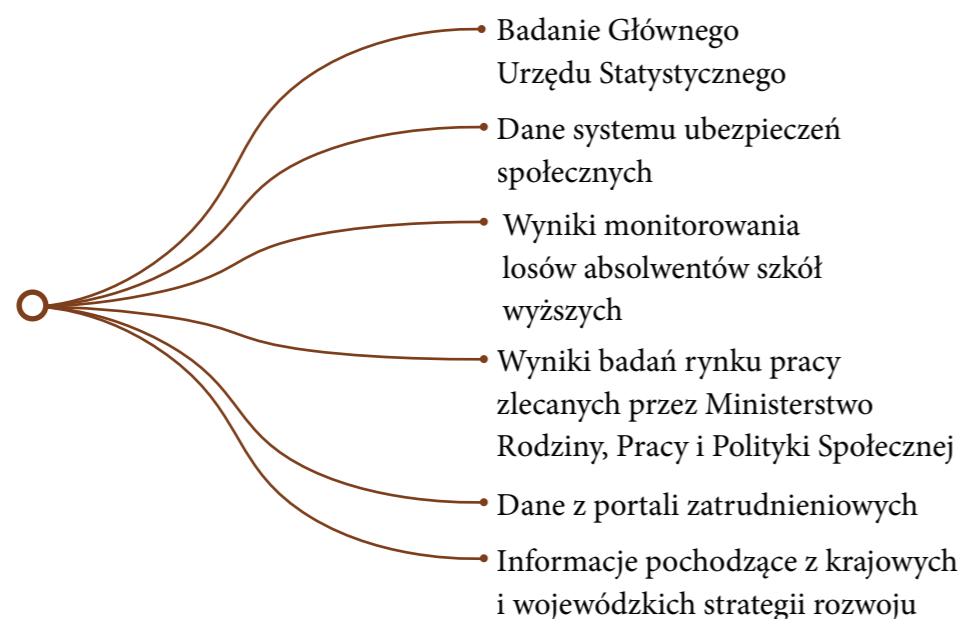 Badanie Głównego
Urzędu Statystycznego
Dane systemu ubezpieczeń
społecznych
Wyniki monitorowania
losów absolwentów szkół
wyższych
Wyniki badań rynku pracy
zlecanych przez Ministerstwo
Rodziny, Pracy i Polityki Społecznej
Dane z portali zatrudnieniowych
Informacje pochodzące z krajowych
i wojewódzkich strategii rozwoju